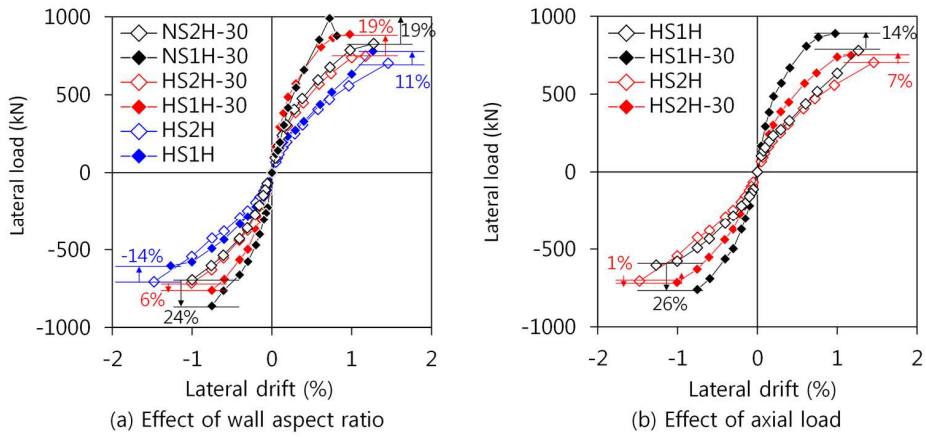 1000
500
0
-500
-1000
Lateral load (kN)
NS2H-30
NS1H-30
HS2H-30
HS1H-30
HS2H
HS1H
19%
19%
11%
-14%
6%
24%
-2 -1 0 1 2
Lateral drift (%)
(a) Effect of wall aspect ratio
1000
500
0
-500
-1000
Lateral load (kN)
HS1H
HS1H-30
HS2H
HS2H-30
14%
7%
1%
26%
-2 -1 0 1 2
Lateral drift (%)
(b) Effect of axial load